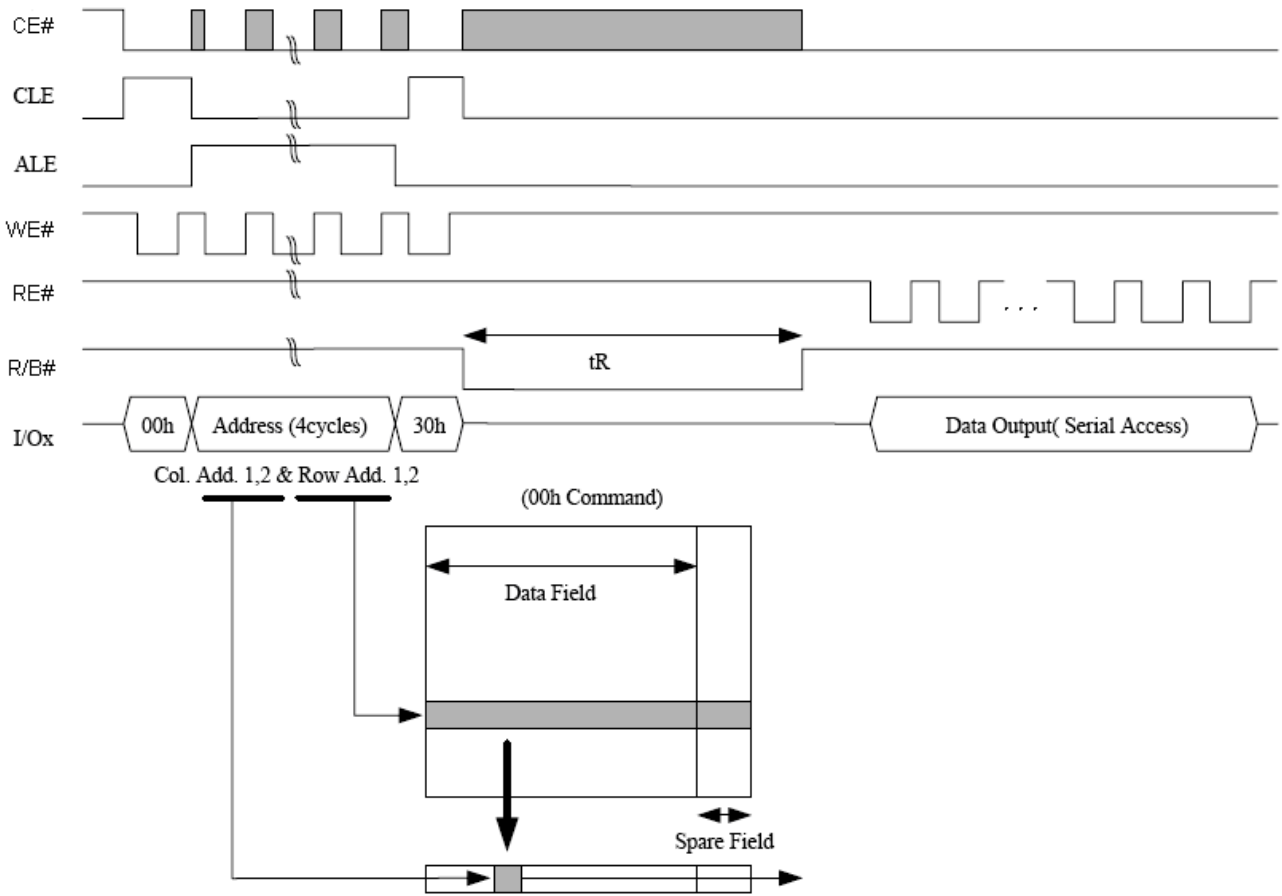 CE#
CLE
ALE
WE#
RE#
. . .
tR
R/B#
I/Ox
00h
Address (4cycles)
30h
Data Output( Serial Access)
Col. Add. 1,2 & Row Add. 1,2
(00h Command)
Data Field
Spare Field